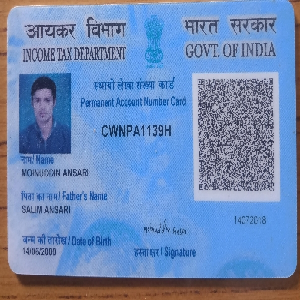 आयकर विभाग
भारत सरकार
INCOME TAX DEPARTMENT
GOVT. OF INDIA
स्थायी लेखा संख्या कार्ड
Permanent Account Number Card
CWNPA1139H
नाम/ Name
MOINUDDIN ANSARI
पिता का नाम / Father's Name
SALIM ANSARI
14072018
जन्म की तारीख / Date of Birth
14/06/2000
हस्ताक्षर / Signature